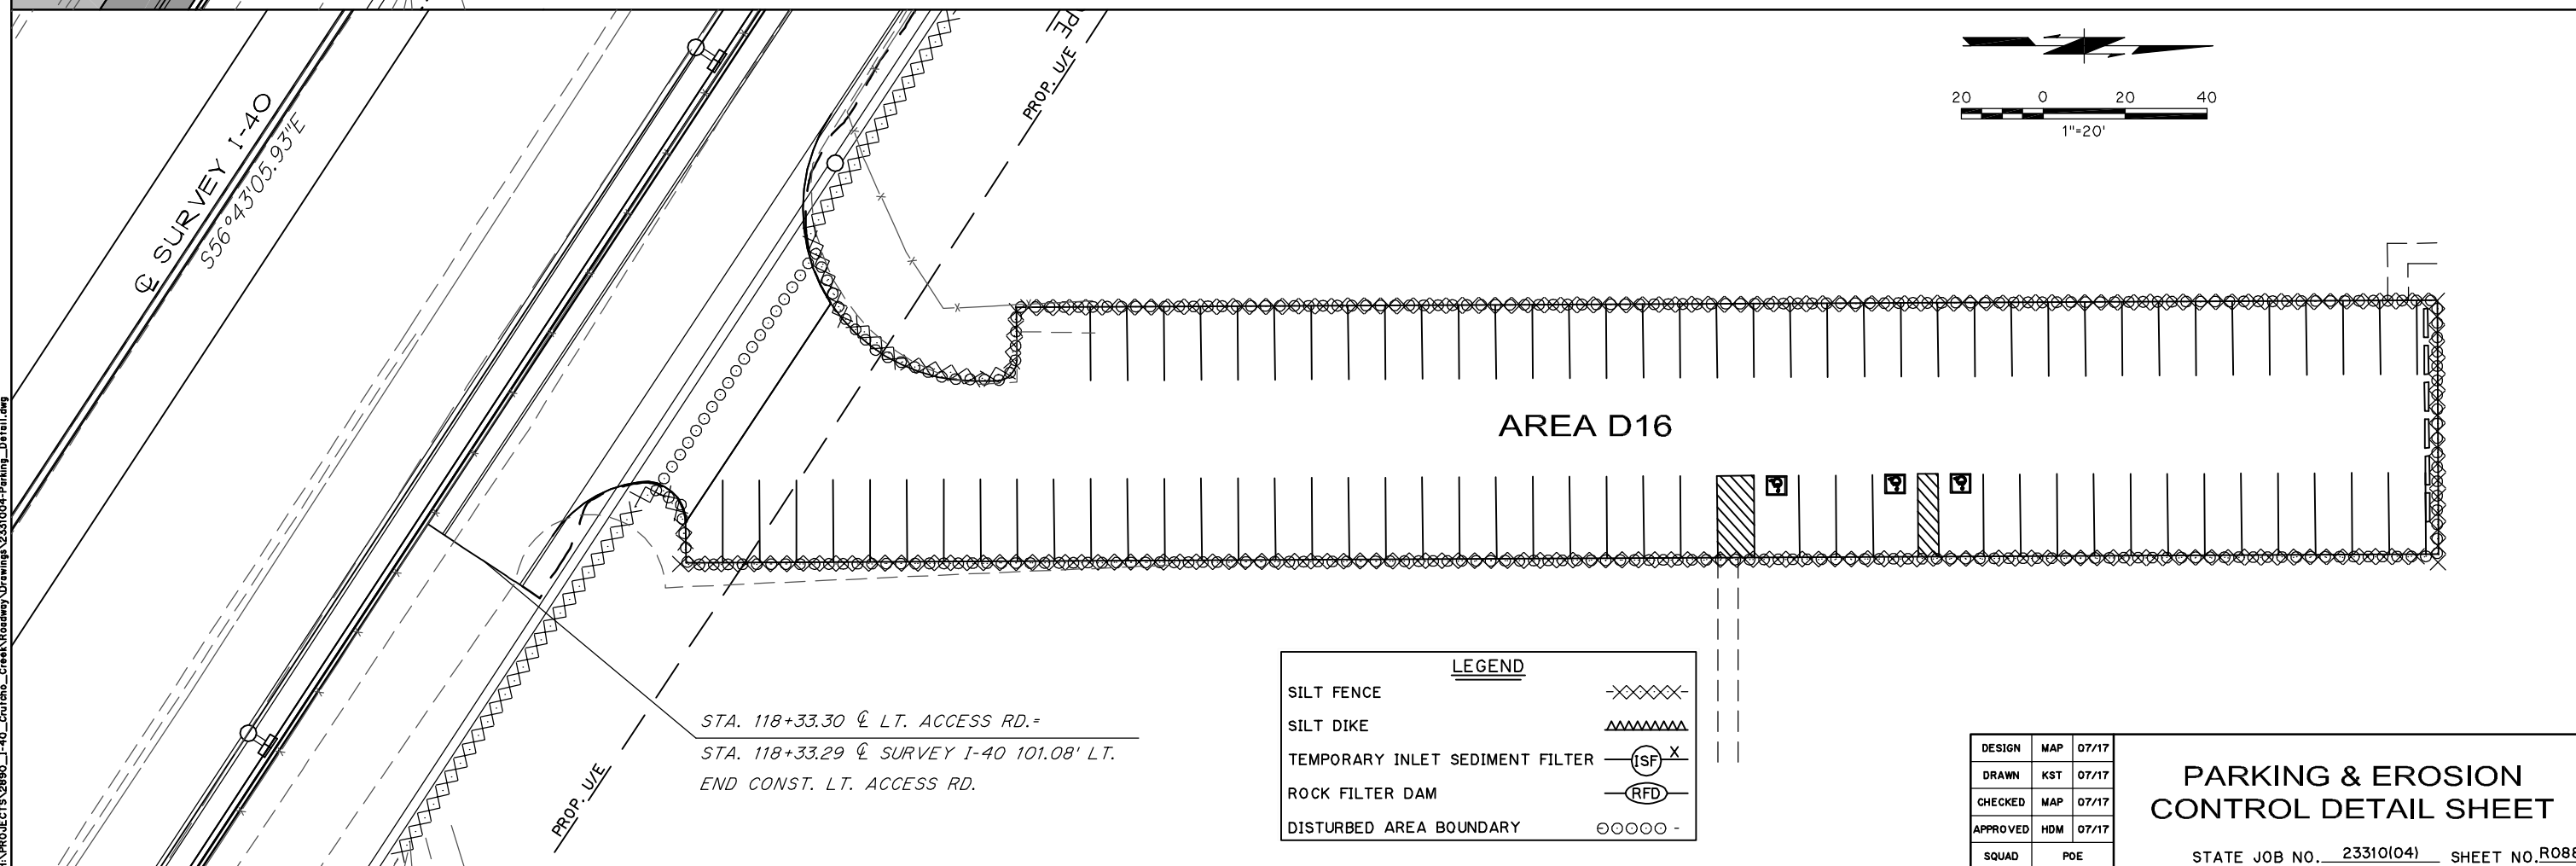 ℄ SURVEY I-40
S56°43'05.93"E
PROP. U/E
20 0 20 40
1"=20'
AREA D16
STA. 118+33.30 ℄ LT. ACCESS RD.=
STA. 118+33.29 ℄ SURVEY I-40 101.08' LT.
END CONST. LT. ACCESS RD.
PROP. U/E
LEGEND
SILT FENCE
SILT DIKE
TEMPORARY INLET SEDIMENT FILTER ISF X
ROCK FILTER DAM RFD
DISTURBED AREA BOUNDARY
DESIGN MAP 07/17
DRAWN KST 07/17
CHECKED MAP 07/17
APPROVED HDM 07/17
SQUAD POE
PARKING & EROSION
CONTROL DETAIL SHEET
STATE JOB NO. 23310(04) SHEET NO.